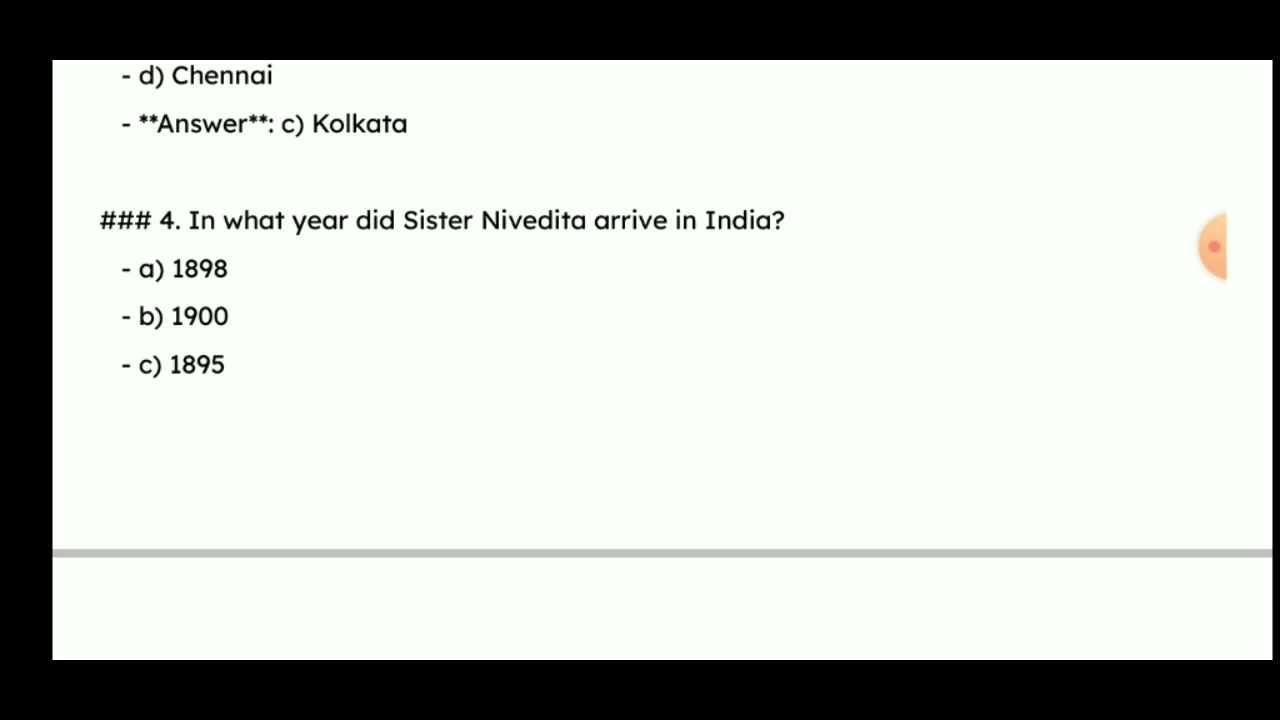 - d) Chennai
- **Answer**: c) Kolkata
### 4. In what year did Sister Nivedita arrive in India?
- a) 1898
- b) 1900
- c) 1895